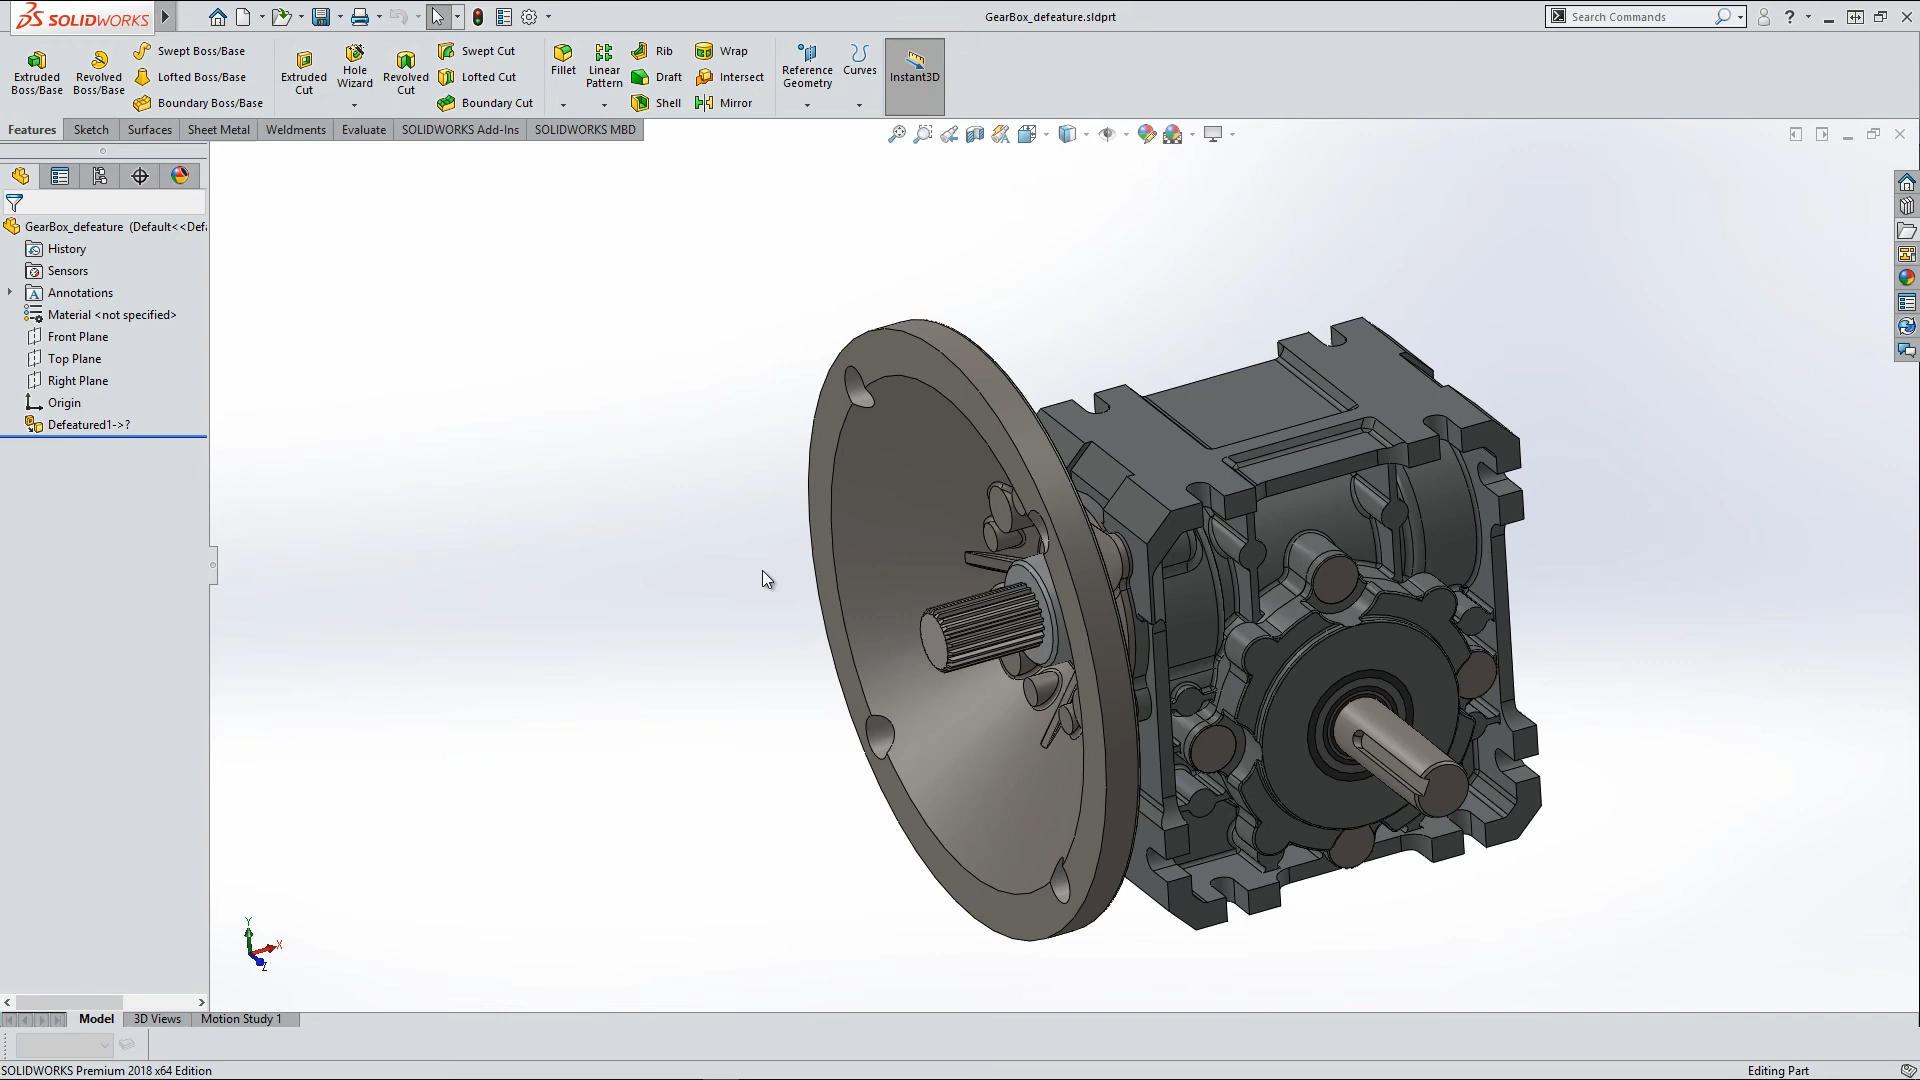 SOLIDWORKS
GearBox_defeature.sldprt
Search Commands
?
Extruded Boss/Base
Revolved Boss/Base
Swept Boss/Base
Lofted Boss/Base
Boundary Boss/Base
Extruded Cut
Hole Wizard
Revolved Cut
Swept Cut
Lofted Cut
Boundary Cut
Fillet
Linear Pattern
Rib
Draft
Shell
Wrap
Intersect
Mirror
Reference Geometry
Curves
Instant3D
Features
Sketch
Surfaces
Sheet Metal
Weldments
Evaluate
SOLIDWORKS Add-Ins
SOLIDWORKS MBD
GearBox_defeature (Default<<Def
History
Sensors
Annotations
Material <not specified>
Front Plane
Top Plane
Right Plane
Origin
Defeatured1->?
Y
X
Z
Model
3D Views
Motion Study 1
SOLIDWORKS Premium 2018 x64 Edition
Editing Part